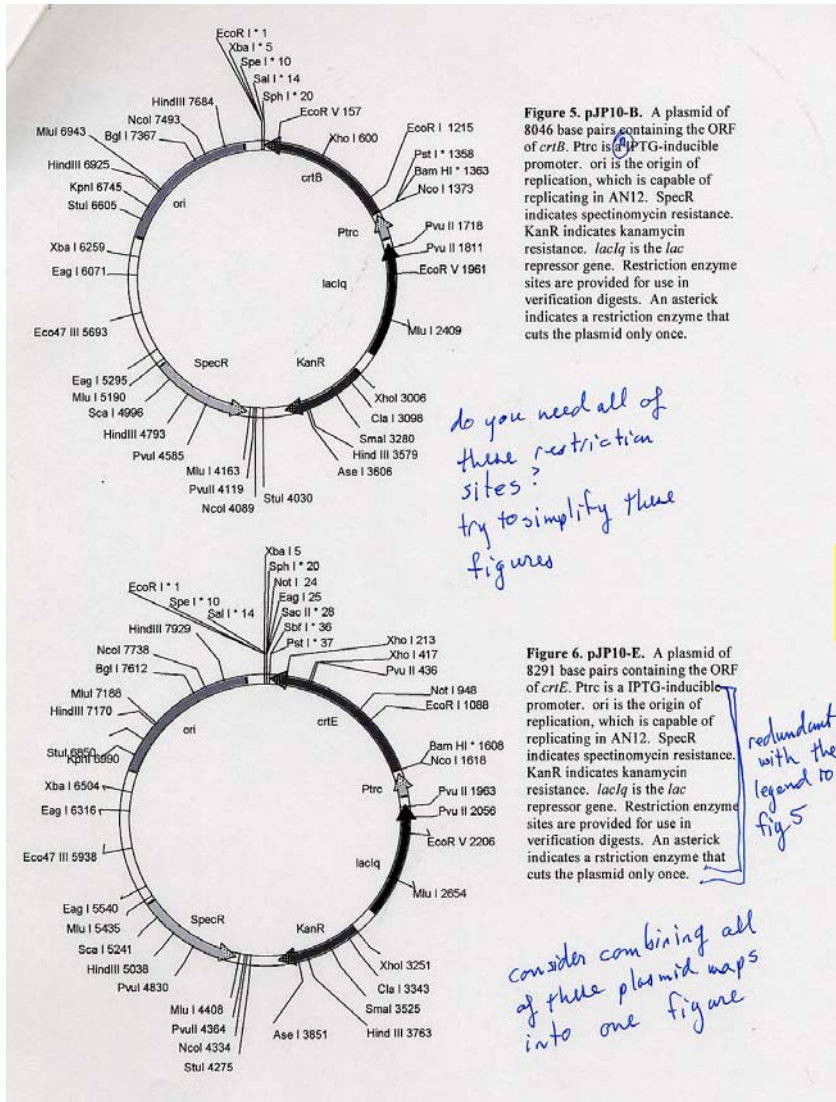 EcoR I * 1
Xba I * 5
Spe I * 10
Sal I * 14
Sph I * 20
EcoR V 157
Xho I 600
EcoR I 1215
Pst I * 1358
Bam HI * 1363
Nco I 1373
Pvu II 1718
Pvu II 1811
EcoR V 1961
Mlu I 2409
XhoI 3006
Cla I 3098
SmaI 3280
Hind III 3579
Ase I 3606
StuI 4030
NcoI 4089
PvuII 4119
Mlu I 4163
PvuI 4585
HindIII 4793
Sca I 4996
Mlu I 5190
Eag I 5295
Eco47 III 5693
Eag I 6071
Xba I 6259
StuI 6605
KpnI 6745
HindIII 6925
MluI 6943
Bgl I 7367
NcoI 7493
HindIII 7684
crtB
Ptrc
lacIq
KanR
SpecR
ori
Figure 5. pJP10-B. A plasmid of
8046 base pairs containing the ORF
of crtB. Ptrc is a IPTG-inducible
promoter. ori is the origin of
replication, which is capable of
replicating in AN12. SpecR
indicates spectinomycin resistance.
KanR indicates kanamycin
resistance. lacIq is the lac
repressor gene. Restriction enzyme
sites are provided for use in
verification digests. An asterick
indicates a restriction enzyme that
cuts the plasmid only once.
do you need all of
these restriction
sites?
try to simplify these
figures
Xba I 5
Sph I * 20
Not I 24
Eag I 25
Sac II * 28
Sbf I * 36
Pst I * 37
EcoR I * 1
Spe I * 10
Sal I * 14
Xho I 213
Xho I 417
Pvu II 436
Not I 948
EcoR I 1088
Bam HI * 1608
Nco I 1618
Pvu II 1963
Pvu II 2056
EcoR V 2206
Mlu I 2654
XhoI 3251
Cla I 3343
SmaI 3525
Hind III 3763
Ase I 3851
StuI 4275
NcoI 4334
PvuII 4364
Mlu I 4408
PvuI 4830
HindIII 5038
Sca I 5241
Mlu I 5435
Eag I 5540
Eco47 III 5938
Eag I 6316
Xba I 6504
StuI 6850
KpnI 6990
HindIII 7170
MluI 7188
Bgl I 7612
NcoI 7738
HindIII 7929
crtE
Ptrc
lacIq
KanR
SpecR
ori
Figure 6. pJP10-E. A plasmid of
8291 base pairs containing the ORF
of crtE. Ptrc is a IPTG-inducible
promoter. ori is the origin of
replication, which is capable of
replicating in AN12. SpecR
indicates spectinomycin resistance.
KanR indicates kanamycin
resistance. lacIq is the lac
repressor gene. Restriction enzyme
sites are provided for use in
verification digests. An asterick
indicates a rstriction enzyme that
cuts the plasmid only once.
redundant
with the
legend to
fig 5
consider combining all
of these plasmid maps
into one figure